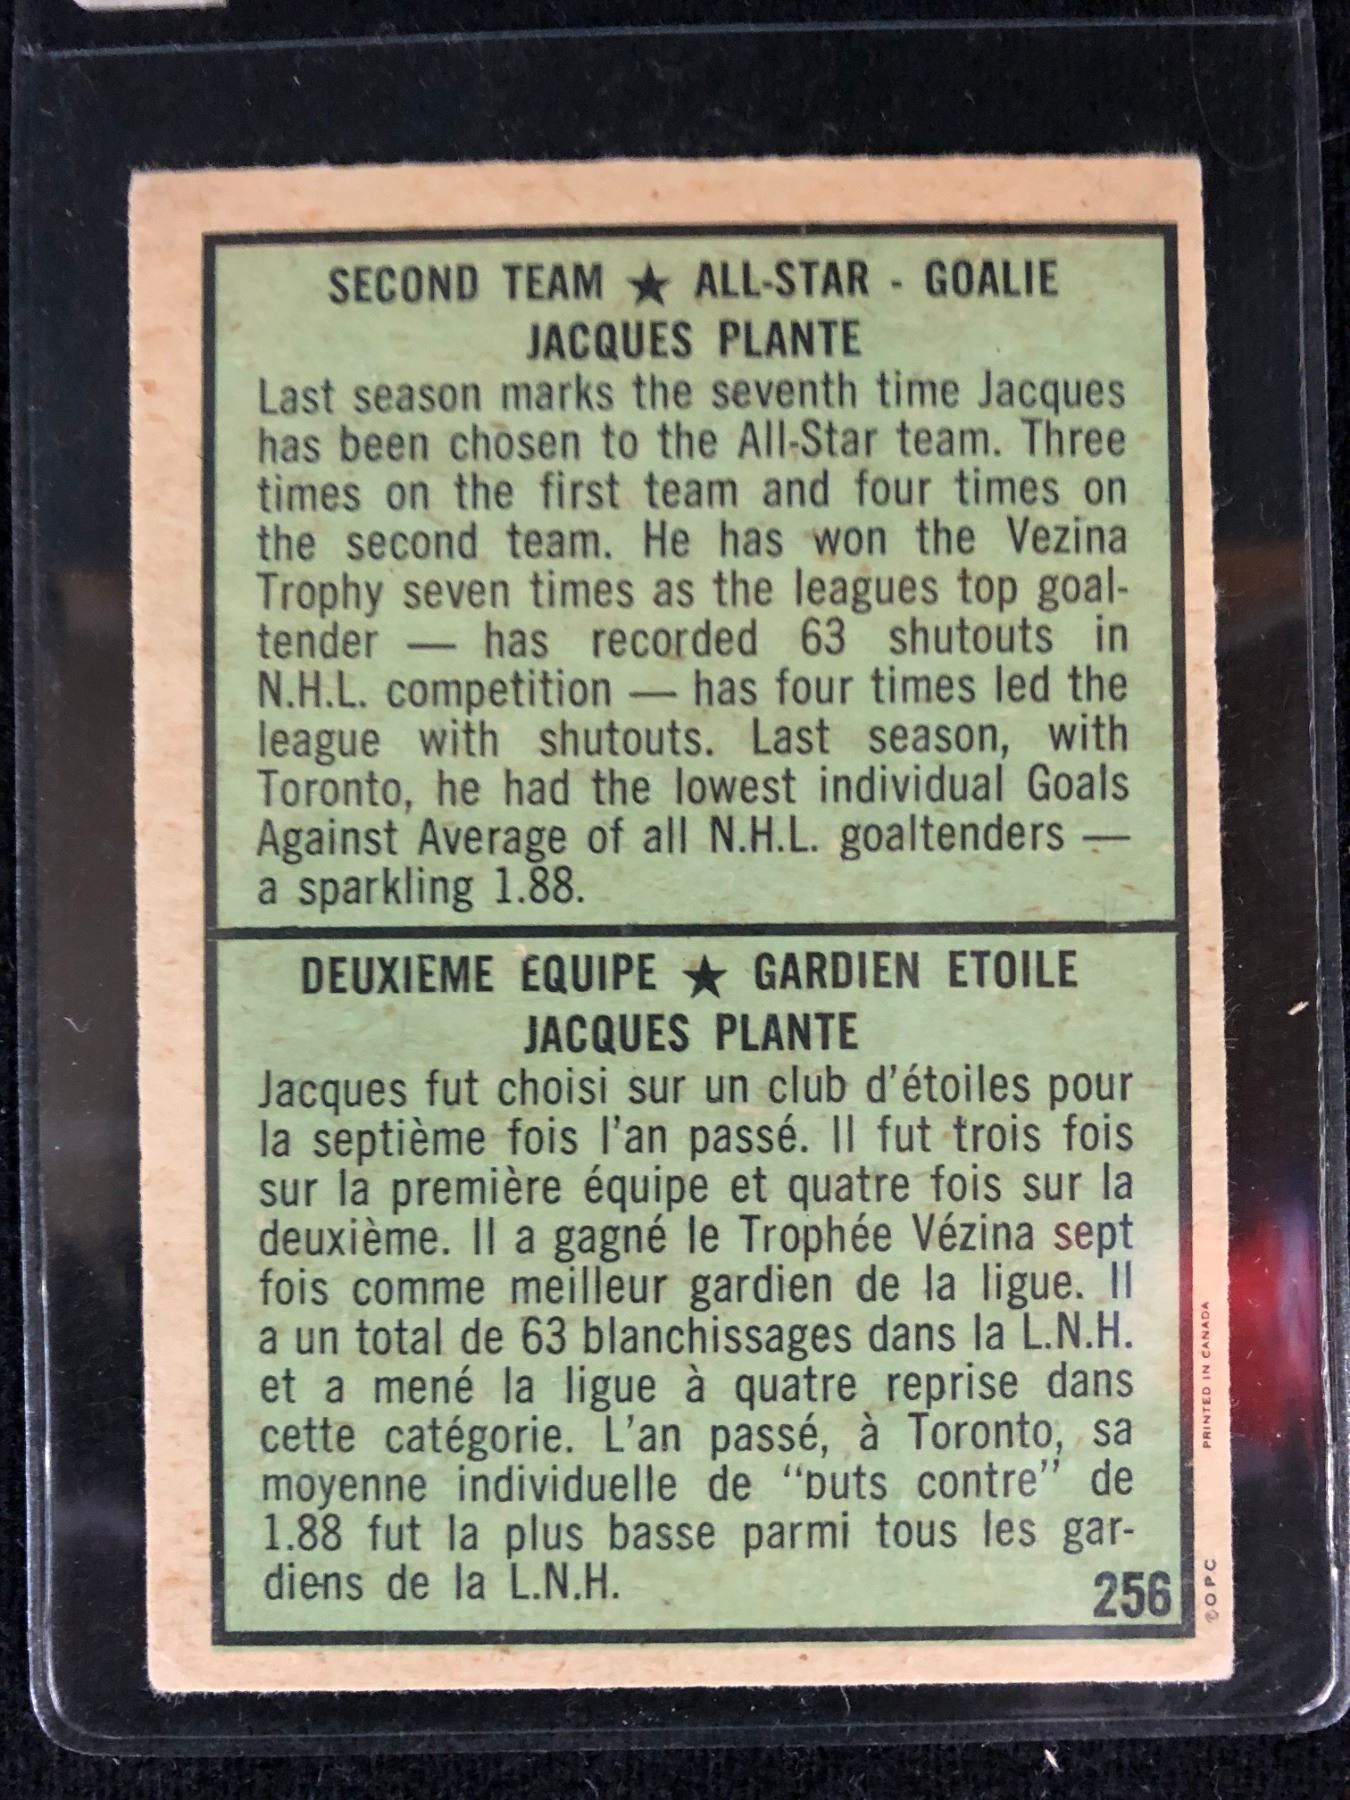 SECOND TEAM ★ ALL-STAR - GOALIE
JACQUES PLANTE
Last season marks the seventh time Jacques
has been chosen to the All-Star team. Three
times on the first team and four times on
the second team. He has won the Vezina
Trophy seven times as the leagues top goal-
tender — has recorded 63 shutouts in
N.H.L. competition — has four times led the
league with shutouts. Last season, with
Toronto, he had the lowest individual Goals
Against Average of all N.H.L. goaltenders —
a sparkling 1.88.
DEUXIEME EQUIPE ★ GARDIEN ETOILE
JACQUES PLANTE
Jacques fut choisi sur un club d'étoiles pour
la septième fois l'an passé. Il fut trois fois
sur la première équipe et quatre fois sur la
deuxième. Il a gagné le Trophée Vézina sept
fois comme meilleur gardien de la ligue. Il
a un total de 63 blanchissages dans la L.N.H.
et a mené la ligue à quatre reprise dans
cette catégorie. L'an passé, à Toronto, sa
moyenne individuelle de "buts contre" de
1.88 fut la plus basse parmi tous les gar-
diens de la L.N.H.
256
©OPC
PRINTED IN CANADA